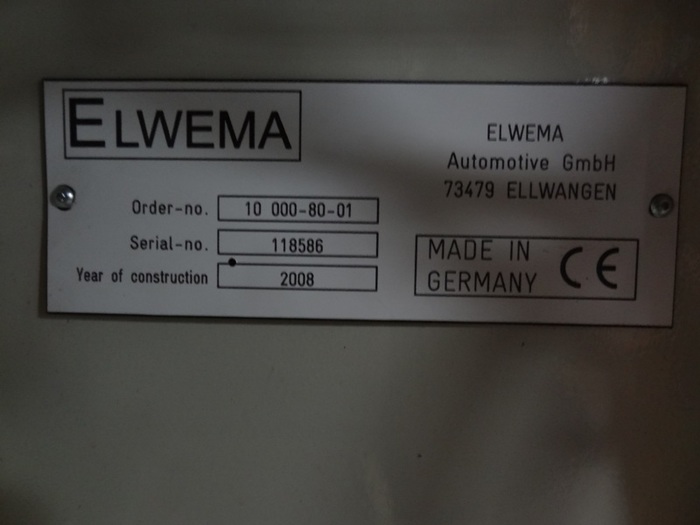 ELWEMA
ELWEMA
Automotive GmbH
73479 ELLWANGEN
Order-no. 10 000-80-01
Serial-no. 118586
Year of construction 2008
MADE IN
GERMANY CE